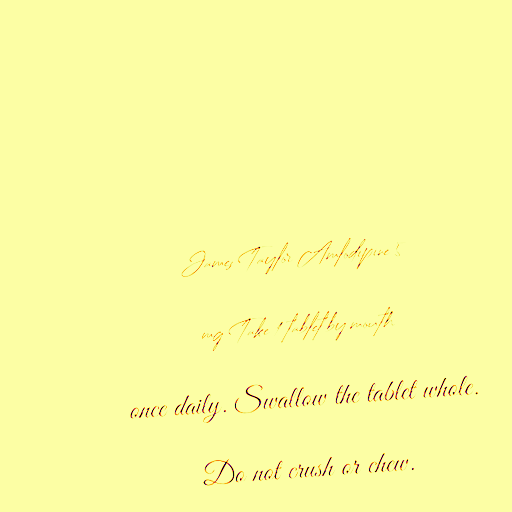 James Taylor Amlodipine
mg Take 1 tablet by mouth
once daily. Swallow the tablet whole.
Do not crush or chew.